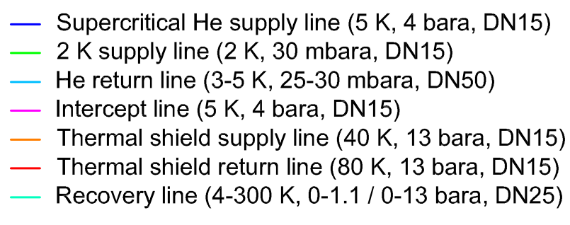 Supercritical He supply line (5 K, 4 bara, DN15)
2 K supply line (2 K, 30 mbara, DN15)
He return line (3-5 K, 25-30 mbara, DN50)
Intercept line (5 K, 4 bara, DN15)
Thermal shield supply line (40 K, 13 bara, DN15)
Thermal shield return line (80 K, 13 bara, DN15)
Recovery line (4-300 K, 0-1.1 / 0-13 bara, DN25)